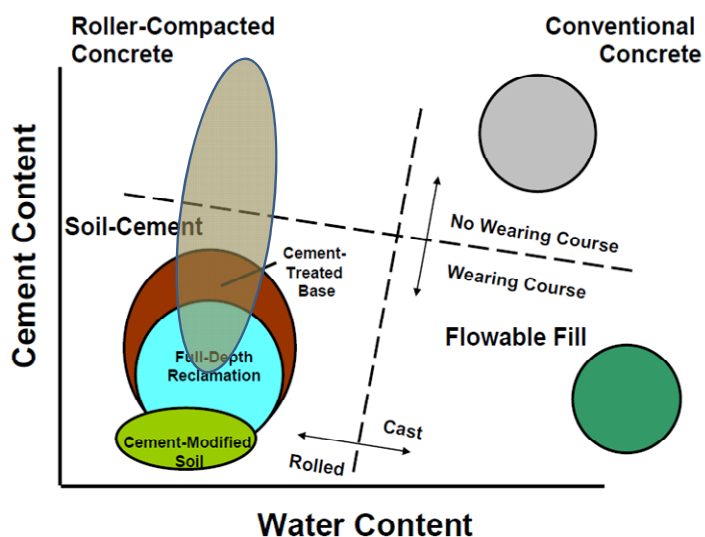 Roller-Compacted
Concrete
Conventional
Concrete
Cement Content
Soil-Cement
No Wearing Course
Wearing Course
Cement-
Treated
Base
Flowable Fill
Full-Depth
Reclamation
Cement-Modified
Soil
Cast
Rolled
Water Content